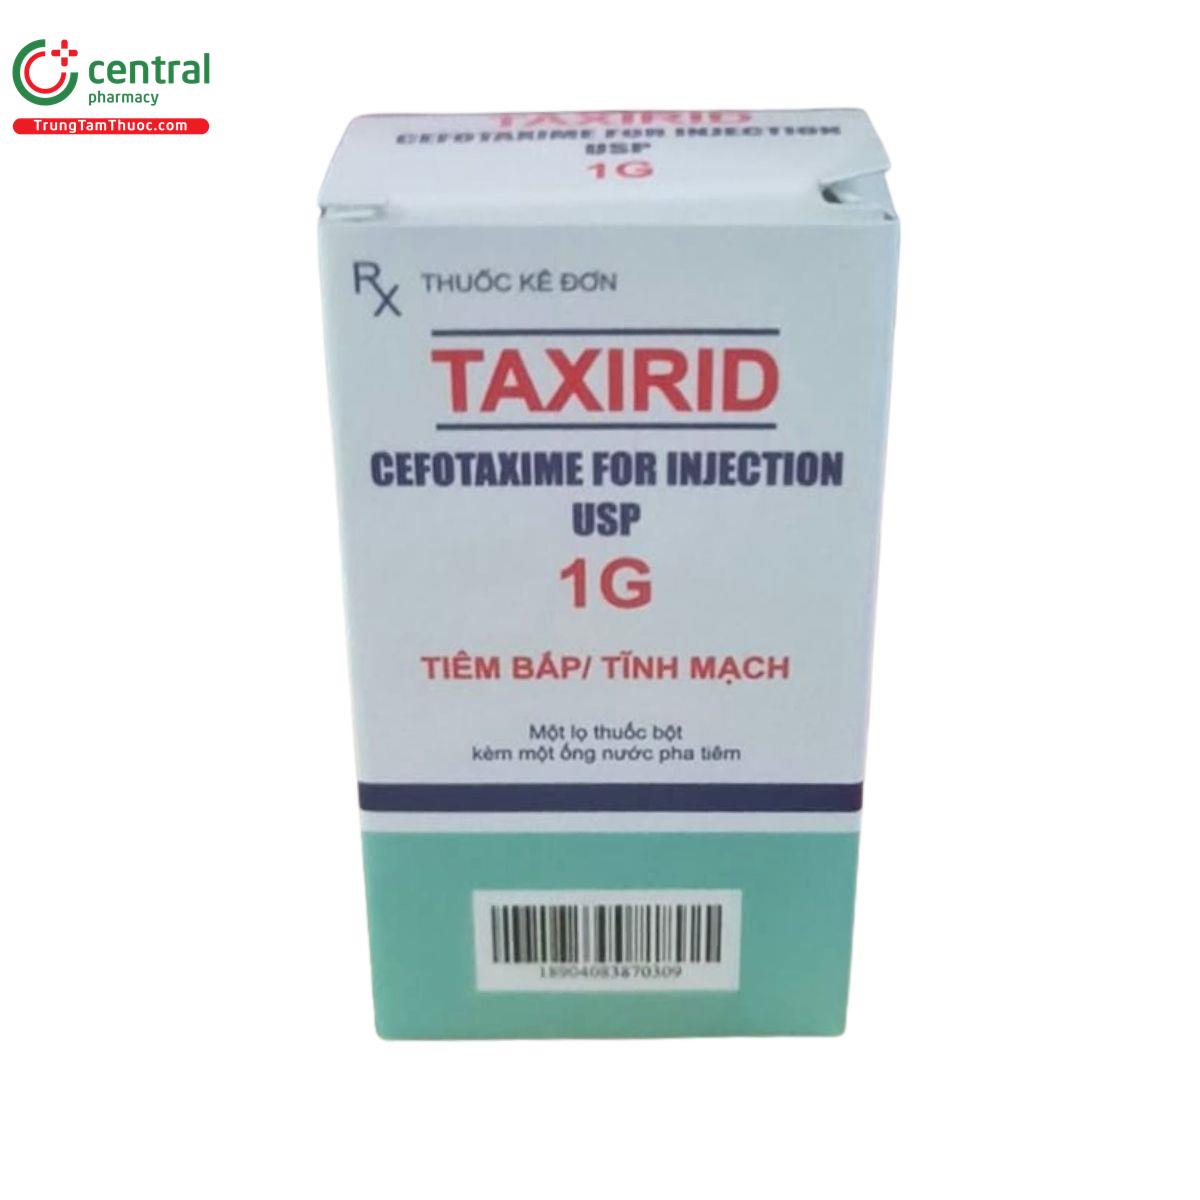 central
pharmacy
TrungTamThuoc.com
TAXIRID
CEFOTAXIME FOR INJECTION
USP
1G
Rx THUỐC KÊ ĐƠN
TAXIRID
CEFOTAXIME FOR INJECTION
USP
1G
TIÊM BẮP/ TĨNH MẠCH
Một lọ thuốc bột
kèm một ống nước pha tiêm
18904083870309